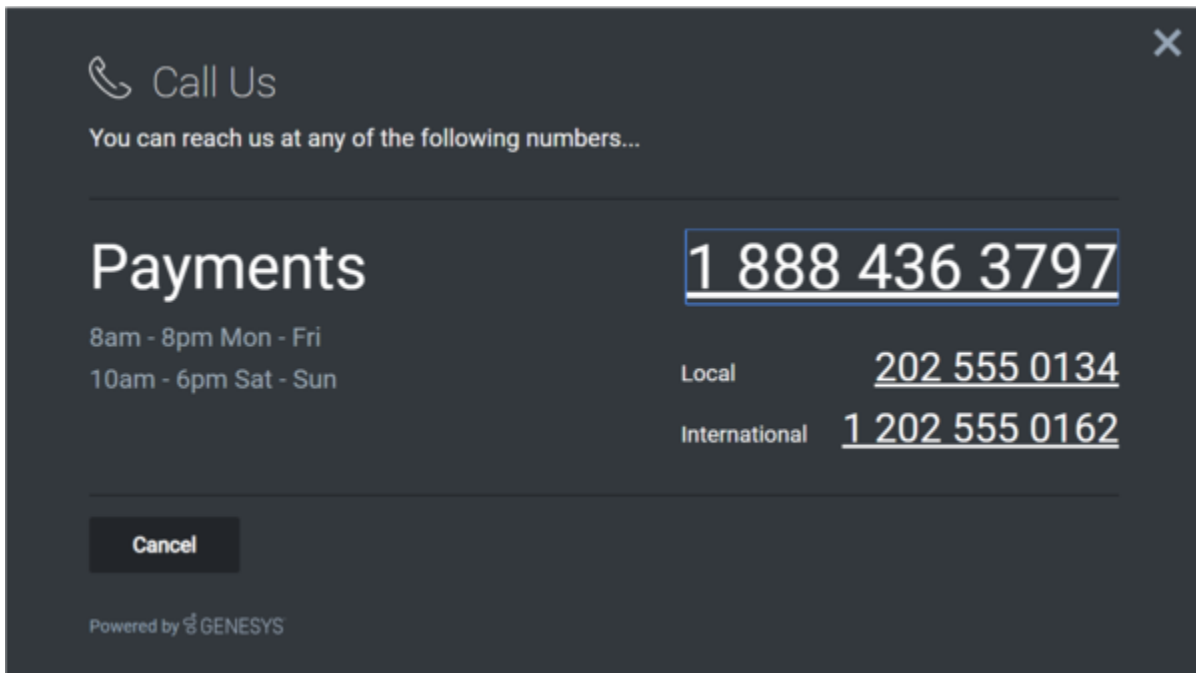 Call Us
You can reach us at any of the following numbers...
Payments
1 888 436 3797
8am - 8pm Mon - Fri
10am - 6pm Sat - Sun
Local 202 555 0134
International 1 202 555 0162
Cancel
Powered by GENESYS